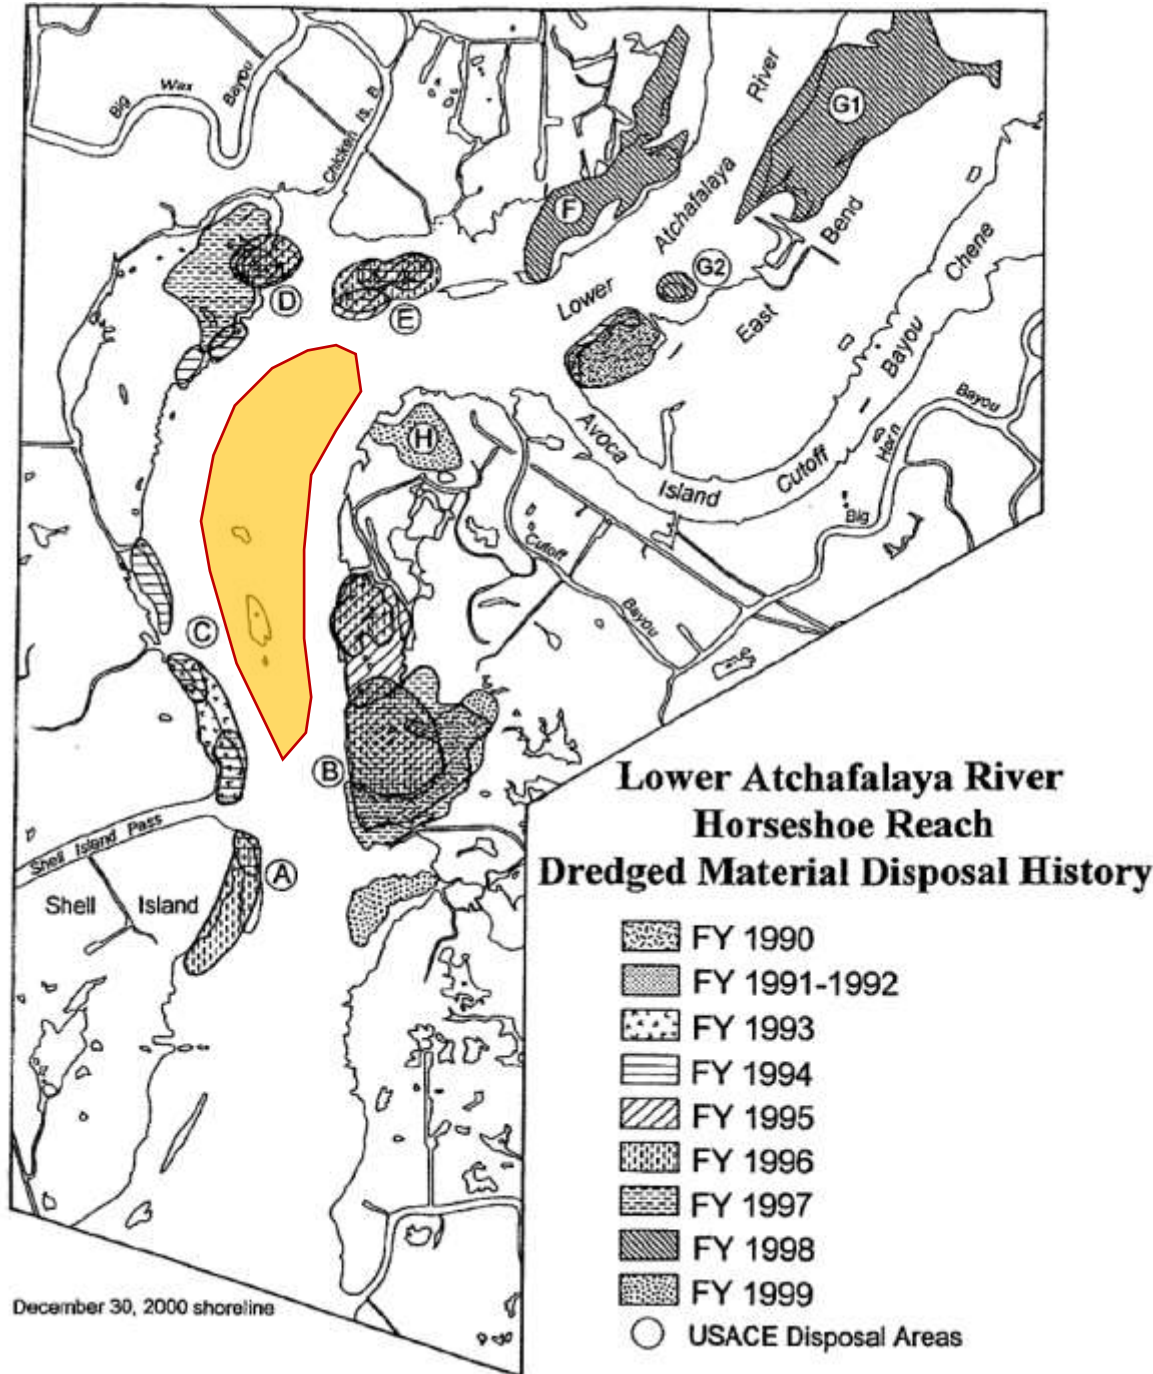 Big
Wax
Bayou
Chicken Is. B.
River
G1
F
Atchafalaya
Bend
Chene
G2
Lower
East
D
E
Bayou
Bayou
H
Avoca
Horn
Cutoff
Island
Big
Cutoff
Bayou
C
B
Lower Atchafalaya River
Horseshoe Reach
Dredged Material Disposal History
Shell Island Pass
A
Shell Island
FY 1990
FY 1991-1992
FY 1993
FY 1994
FY 1995
FY 1996
FY 1997
FY 1998
FY 1999
USACE Disposal Areas
December 30, 2000 shoreline